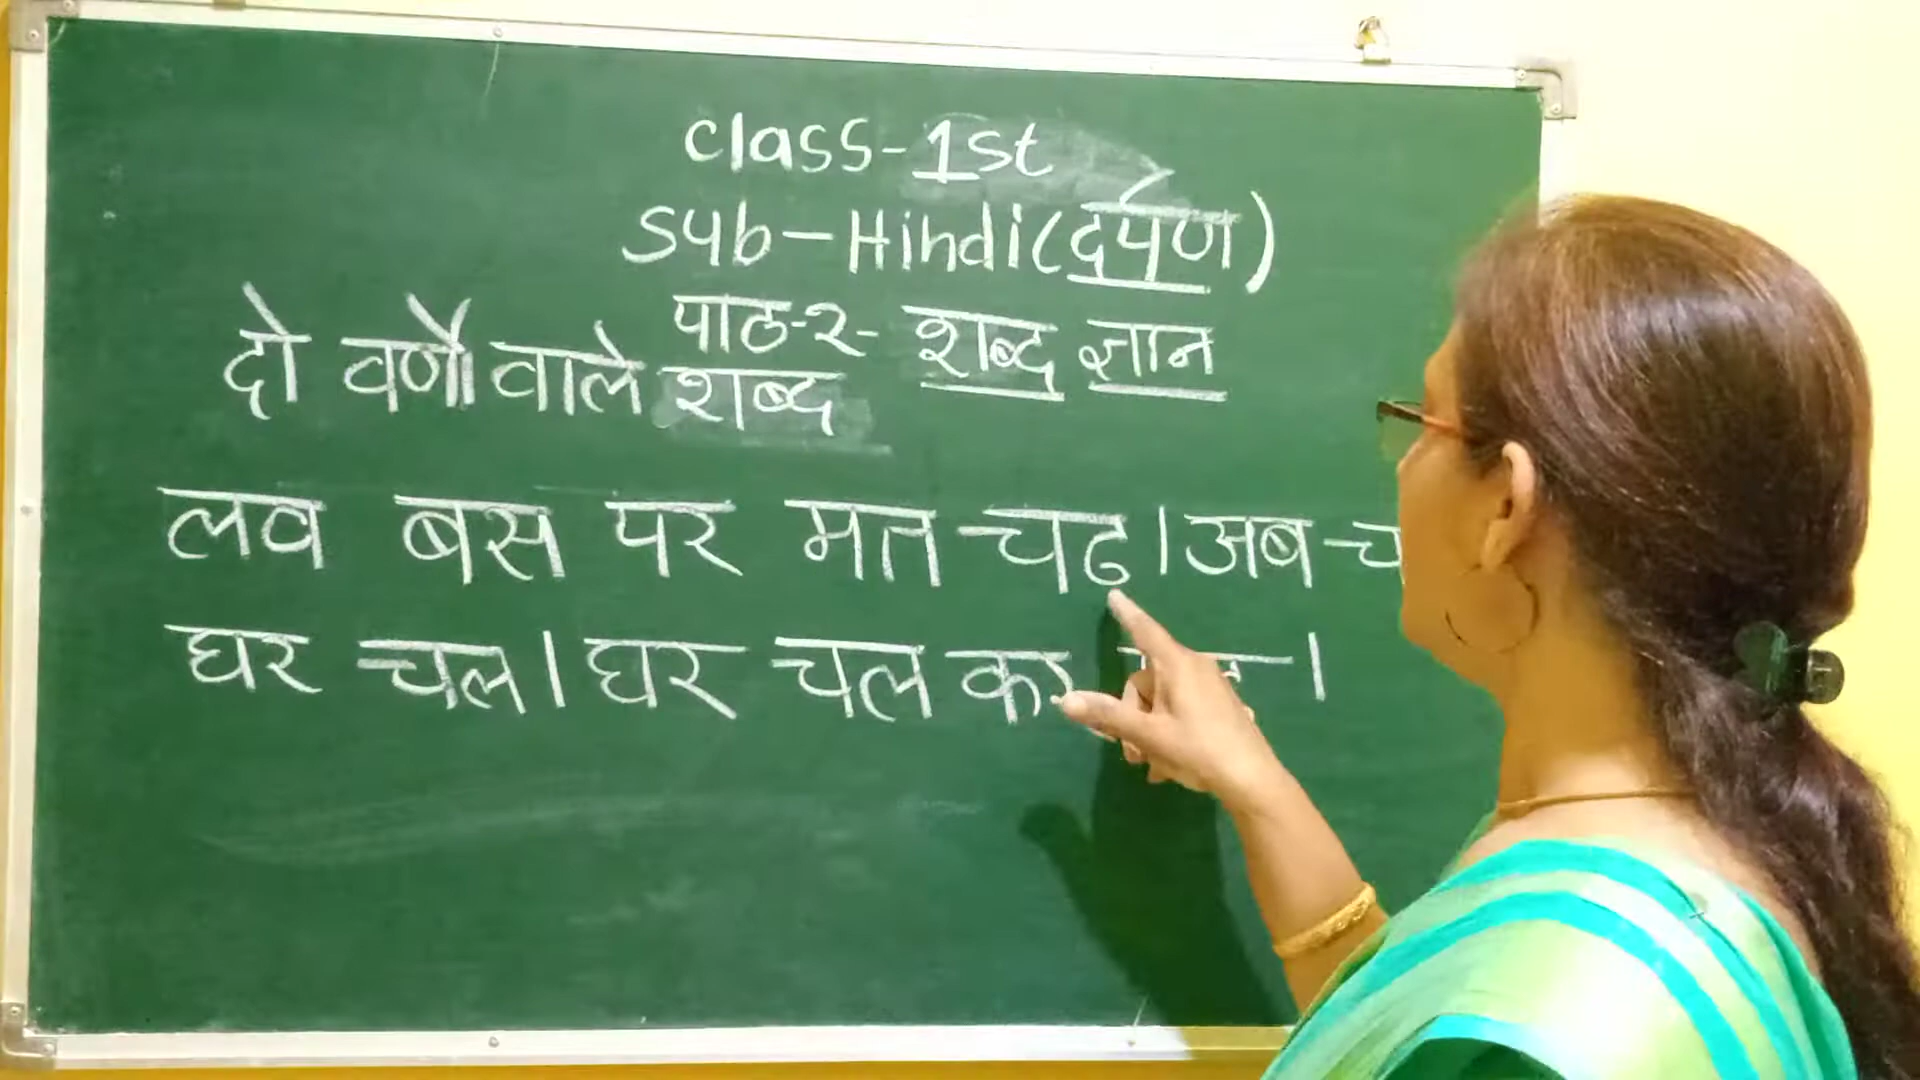 Class-1st
Sub-Hindi(दर्पण)
पाठ-२- शब्द ज्ञान
दो वर्णों वाले शब्द
लव बस पर मत चढ। अब
घर चल। घर चल कर ।